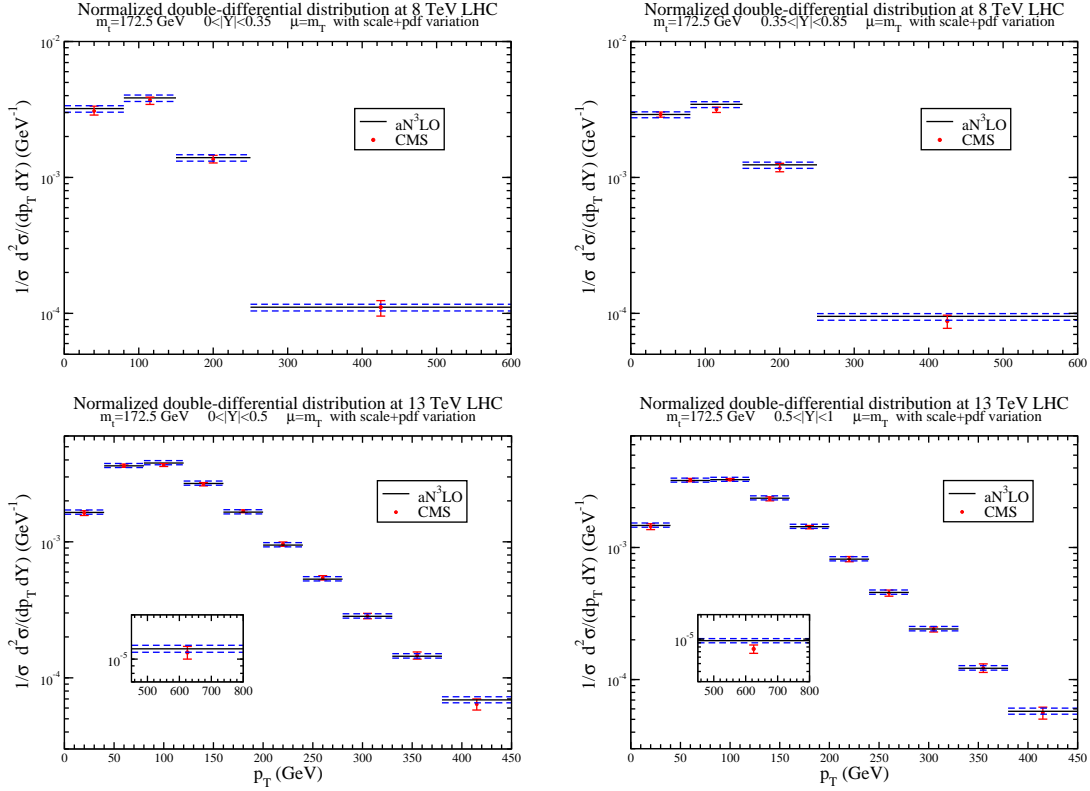 Normalized double-differential distribution at 8 TeV LHC
m_t=172.5 GeV 0<|Y|<0.35 μ=m_T with scale+pdf variation
10^-2
10^-3
10^-4
1/σ d^2σ/(dp_T dY) (GeV^-1)
aN^3LO
CMS
0 100 200 300 400 500 600
Normalized double-differential distribution at 8 TeV LHC
m_t=172.5 GeV 0.35<|Y|<0.85 μ=m_T with scale+pdf variation
10^-2
10^-3
10^-4
1/σ d^2σ/(dp_T dY) (GeV^-1)
aN^3LO
CMS
0 100 200 300 400 500 600
Normalized double-differential distribution at 13 TeV LHC
m_t=172.5 GeV 0<|Y|<0.5 μ=m_T with scale+pdf variation
10^-3
10^-4
1/σ d^2σ/(dp_T dY) (GeV^-1)
aN^3LO
CMS
10^-5
500 600 700 800
0 50 100 150 200 250 300 350 400 450
p_T (GeV)
Normalized double-differential distribution at 13 TeV LHC
m_t=172.5 GeV 0.5<|Y|<1 μ=m_T with scale+pdf variation
10^-3
10^-4
1/σ d^2σ/(dp_T dY) (GeV^-1)
aN^3LO
CMS
10^-5
500 600 700 800
0 50 100 150 200 250 300 350 400 450
p_T (GeV)